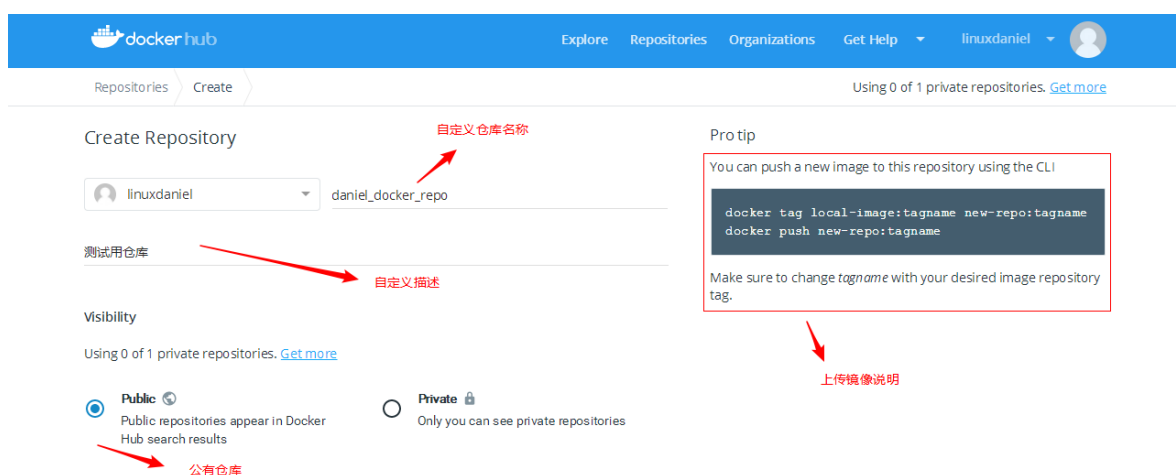 docker hub
Explore Repositories Organizations Get Help linuxdaniel
Repositories Create
Using 0 of 1 private repositories. Get more
Create Repository
自定义仓库名称
linuxdaniel
daniel_docker_repo
测试用仓库
自定义描述
Visibility
Using 0 of 1 private repositories. Get more
Public
Public repositories appear in Docker
Hub search results
Private
Only you can see private repositories
公有仓库
Pro tip
You can push a new image to this repository using the CLI
docker tag local-image:tagname new-repo:tagname
docker push new-repo:tagname
Make sure to change tagname with your desired image repository
tag.
上传镜像说明